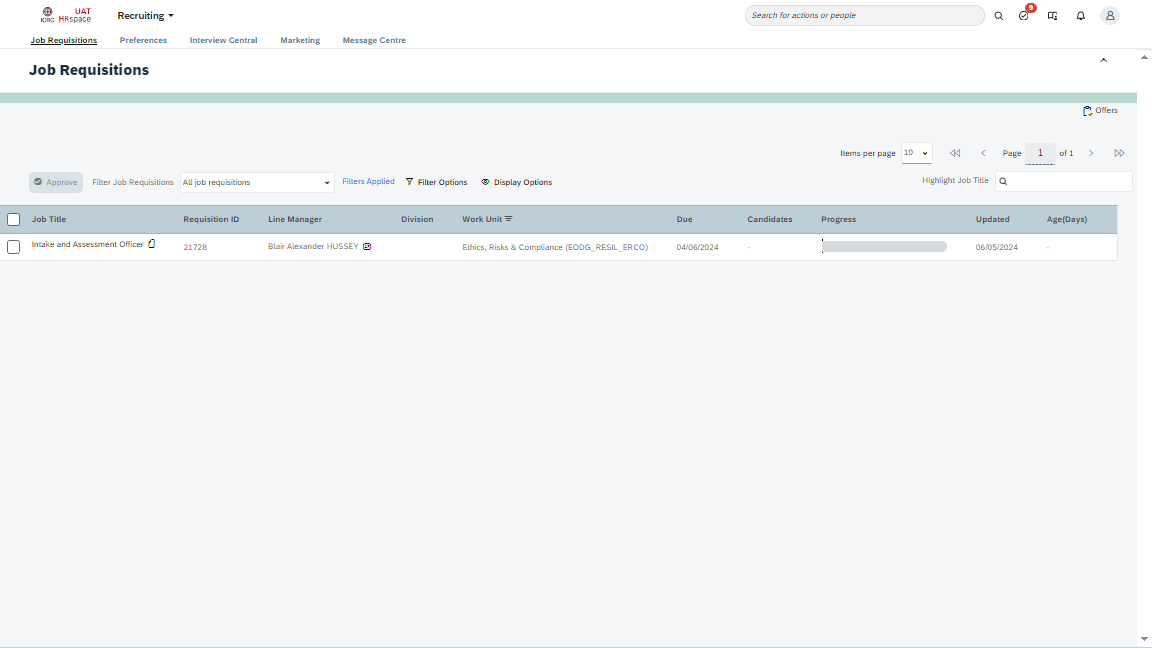 UAT
ICRC HRspace
Recruiting
Search for actions or people
9
Job Requisitions Preferences Interview Central Marketing Message Centre
Job Requisitions
Offers
Items per page 10 Page 1 of 1
Approve Filter Job Requisitions All job requisitions Filters Applied Filter Options Display Options Highlight Job Title
Job Title Requisition ID Line Manager Division Work Unit Due Candidates Progress Updated Age(Days)
Intake and Assessment Officer 21728 Blair Alexander HUSSEY Ethics, Risks & Compliance (EODG_RESIL_ERCO) 04/06/2024 - 06/05/2024 -